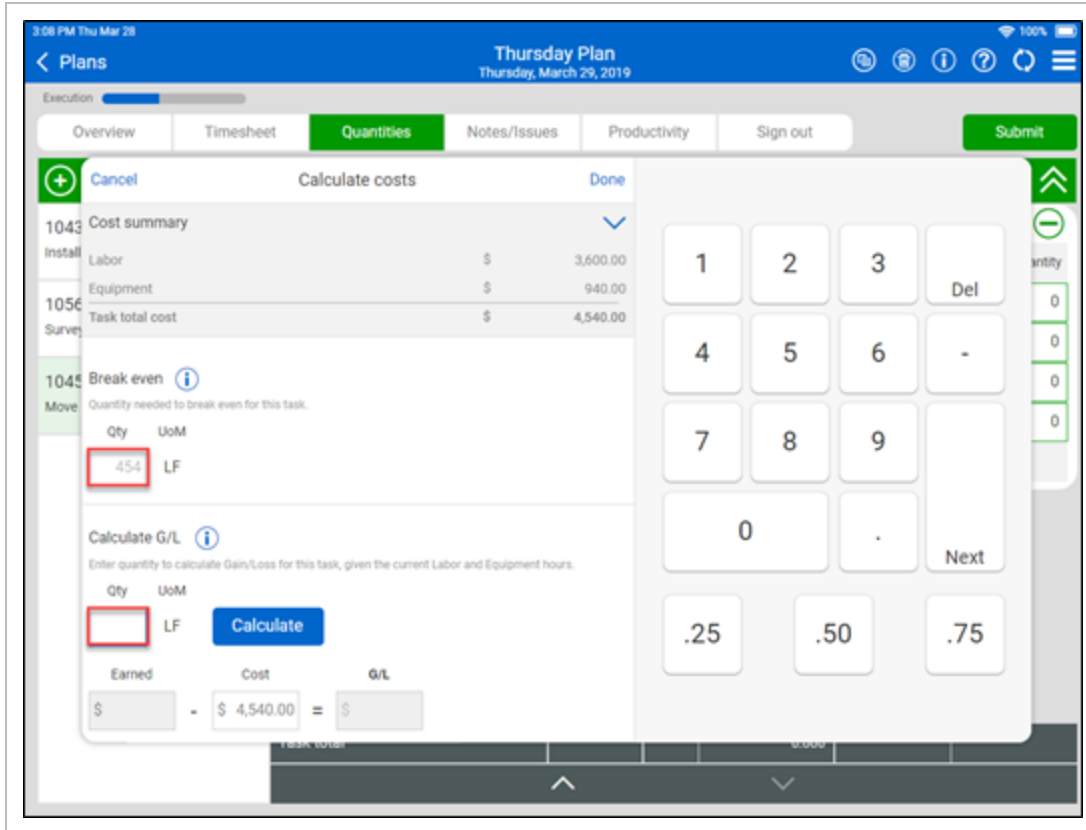 3:08 PM Thu Mar 28
100%
Plans
Thursday Plan
Thursday, March 29, 2019
Execution
Overview Timesheet Quantities Notes/Issues Productivity Sign out Submit
Cancel Calculate costs Done
1043
Install
Cost summary
Labor $ 3,600.00
Equipment $ 940.00
Task total cost $ 4,540.00
1056
Survey
1045
Move
Break even
Quantity needed to break even for this task.
Qty UoM
454 LF
Calculate G/L
Enter quantity to calculate Gain/Loss for this task, given the current Labor and Equipment hours.
Qty UoM
LF Calculate
Earned Cost G/L
$ - $ 4,540.00 = $
1 2 3 Del
4 5 6 -
7 8 9
0 . Next
.25 .50 .75
antity
0
0
0
0
Task total 0.000